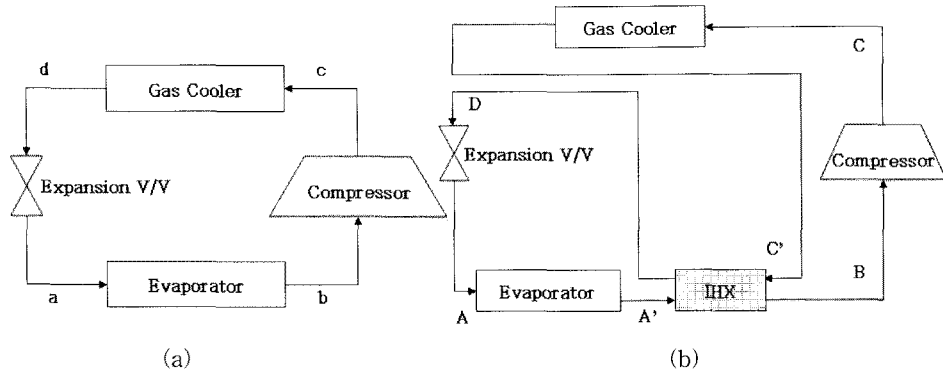 d
Gas Cooler
c
Expansion V/V
Compressor
a
Evaporator
b
(a)
Gas Cooler
C
D
Expansion V/V
Compressor
C'
B
A
Evaporator
A'
IHX
(b)